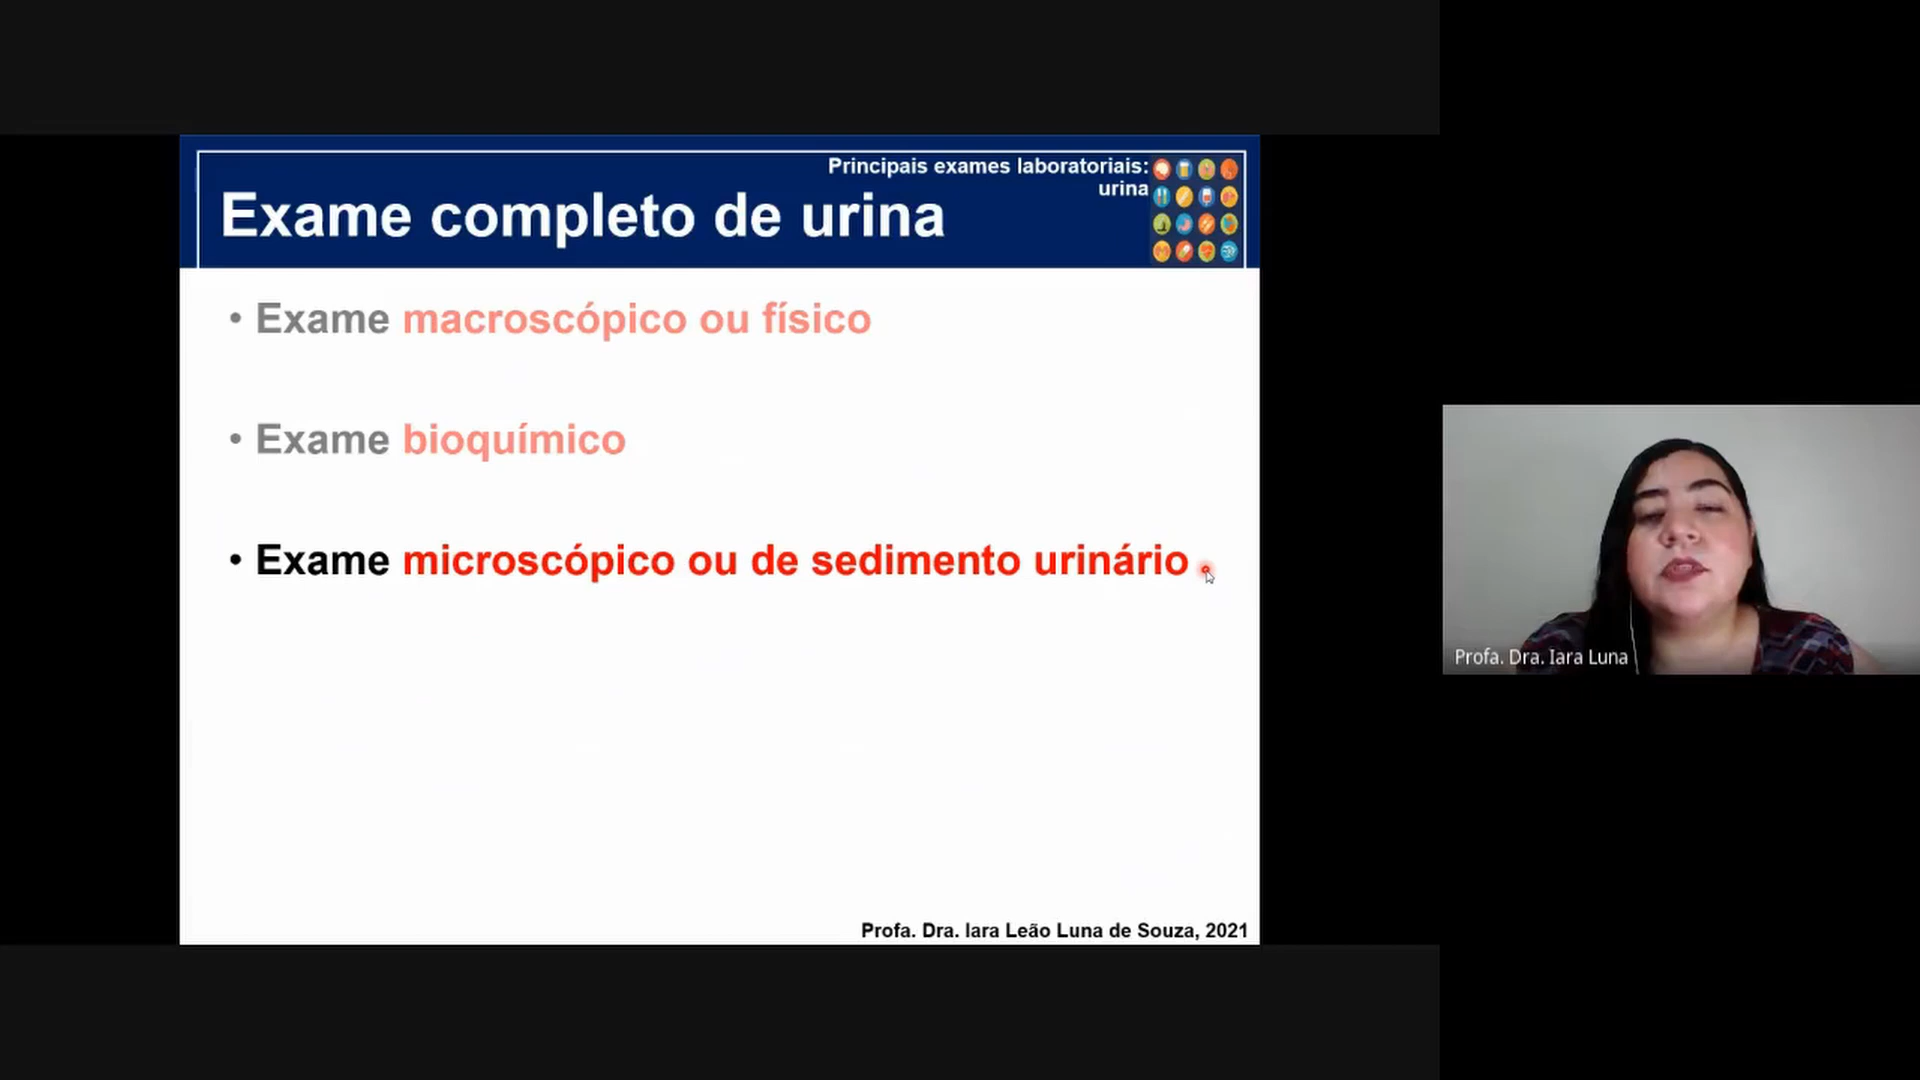 Principais exames laboratoriais:
urina
Exame completo de urina
• Exame macroscópico ou físico
• Exame bioquímico
• Exame microscópico ou de sedimento urinário
Profa. Dra. Iara Leão Luna de Souza, 2021
Profa. Dra. Iara Luna